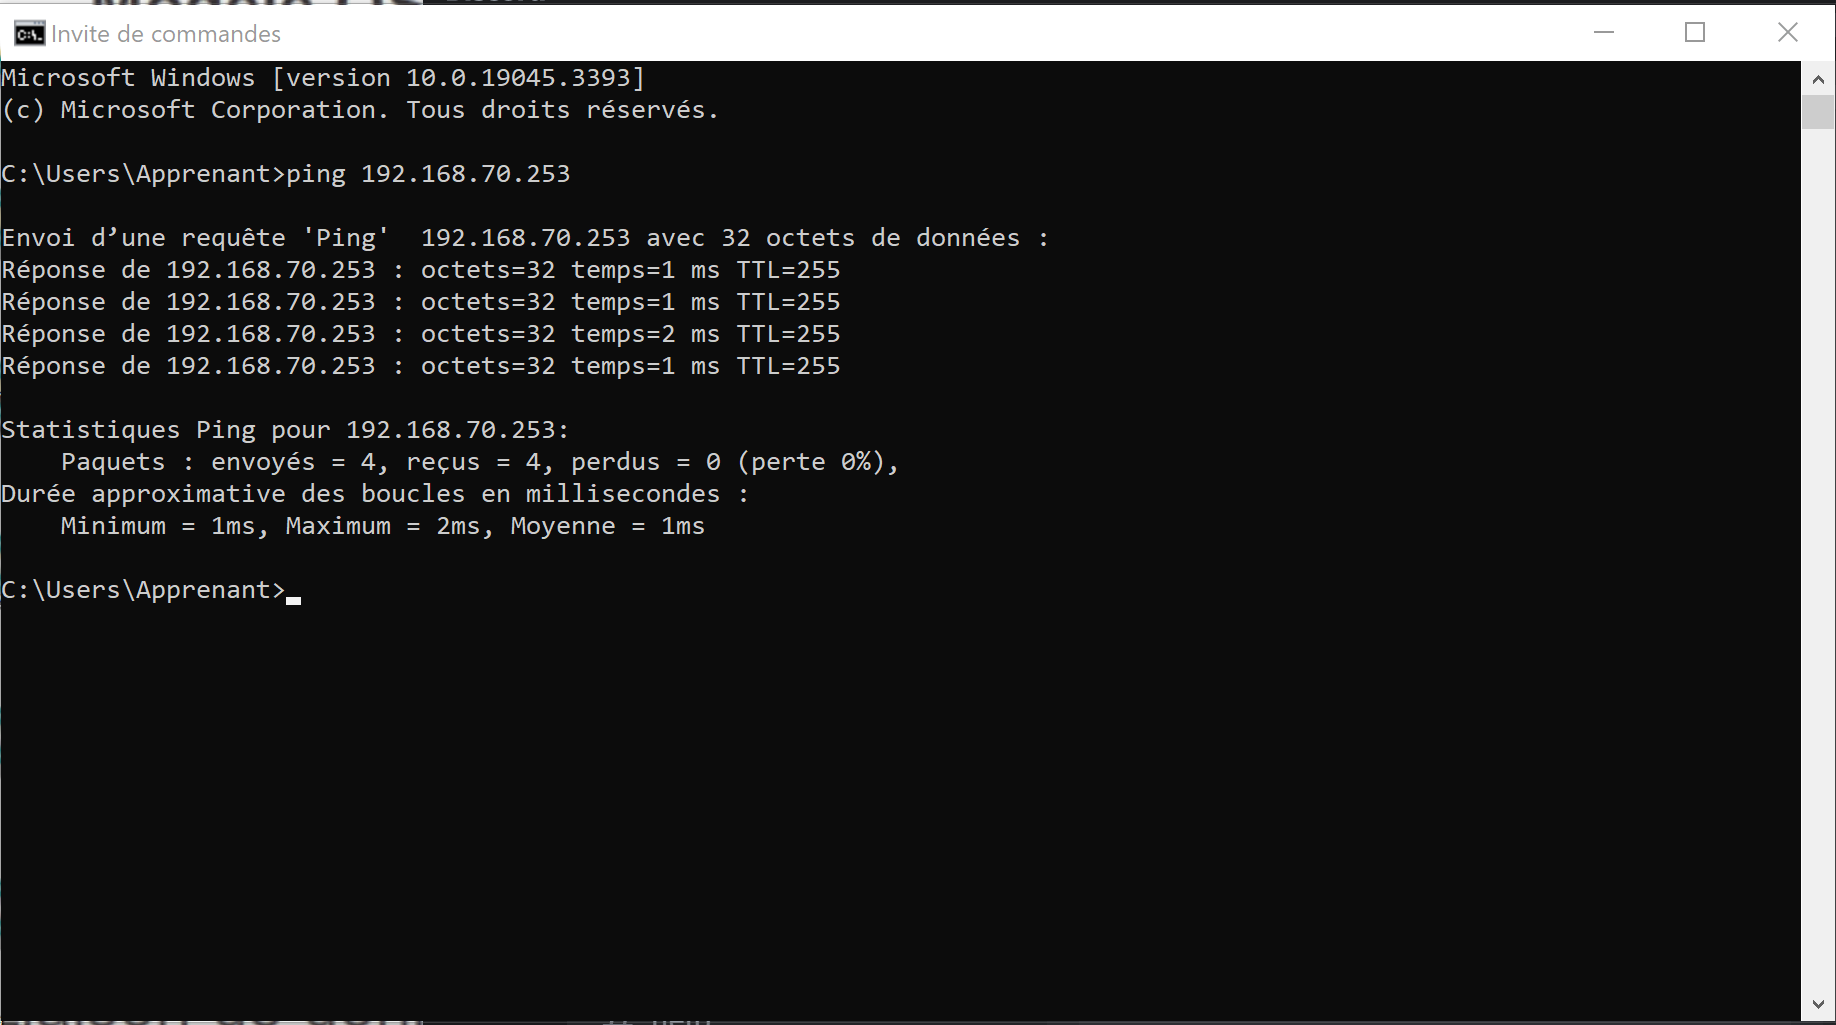 Invite de commandes
Microsoft Windows [version 10.0.19045.3393]
(c) Microsoft Corporation. Tous droits réservés.
C:\Users\Apprenant>ping 192.168.70.253
Envoi d’une requête 'Ping'  192.168.70.253 avec 32 octets de données :
Réponse de 192.168.70.253 : octets=32 temps=1 ms TTL=255
Réponse de 192.168.70.253 : octets=32 temps=1 ms TTL=255
Réponse de 192.168.70.253 : octets=32 temps=2 ms TTL=255
Réponse de 192.168.70.253 : octets=32 temps=1 ms TTL=255
Statistiques Ping pour 192.168.70.253:
    Paquets : envoyés = 4, reçus = 4, perdus = 0 (perte 0%),
Durée approximative des boucles en millisecondes :
    Minimum = 1ms, Maximum = 2ms, Moyenne = 1ms
C:\Users\Apprenant>